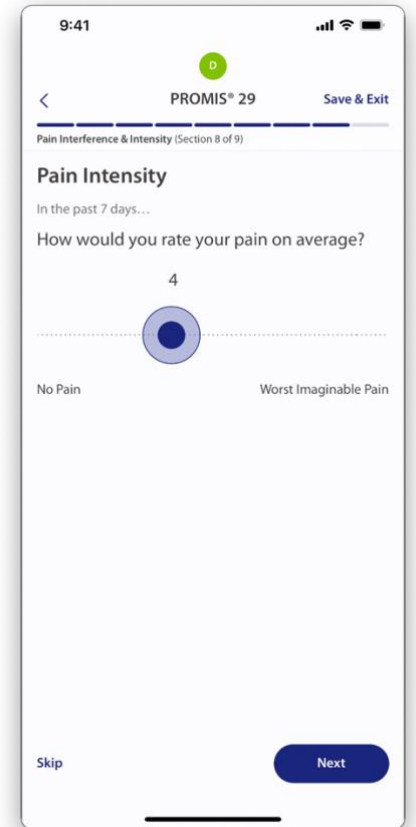 9:41
D
PROMIS® 29 Save & Exit
Pain Interference & Intensity (Section 8 of 9)
Pain Intensity
In the past 7 days...
How would you rate your pain on average?
4
No Pain Worst Imaginable Pain
Skip Next